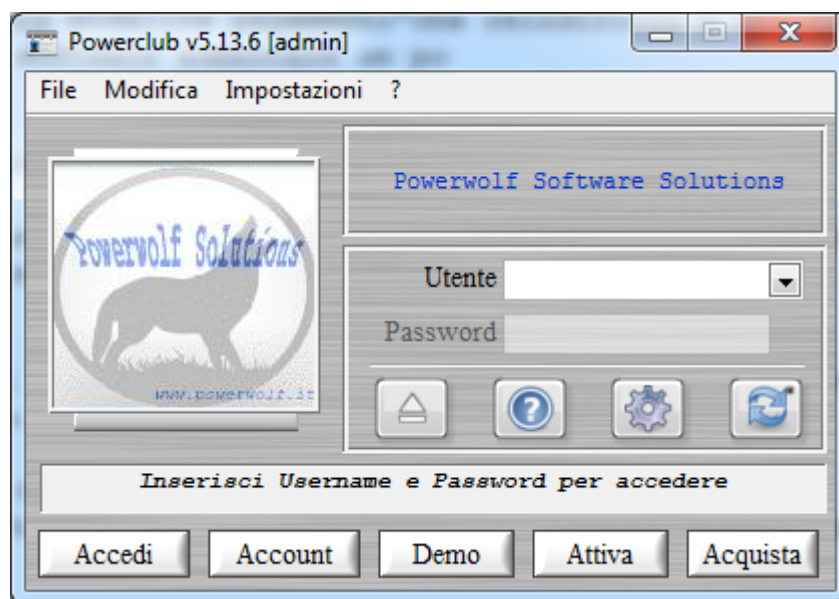 Powerclub v5.13.6 [admin]
File Modifica Impostazioni ?
Powerwolf Software Solutions
Powerwolf Solutions
www.powerwolf.it
Utente
Password
Inserisci Username e Password per accedere
Accedi Account Demo Attiva Acquista